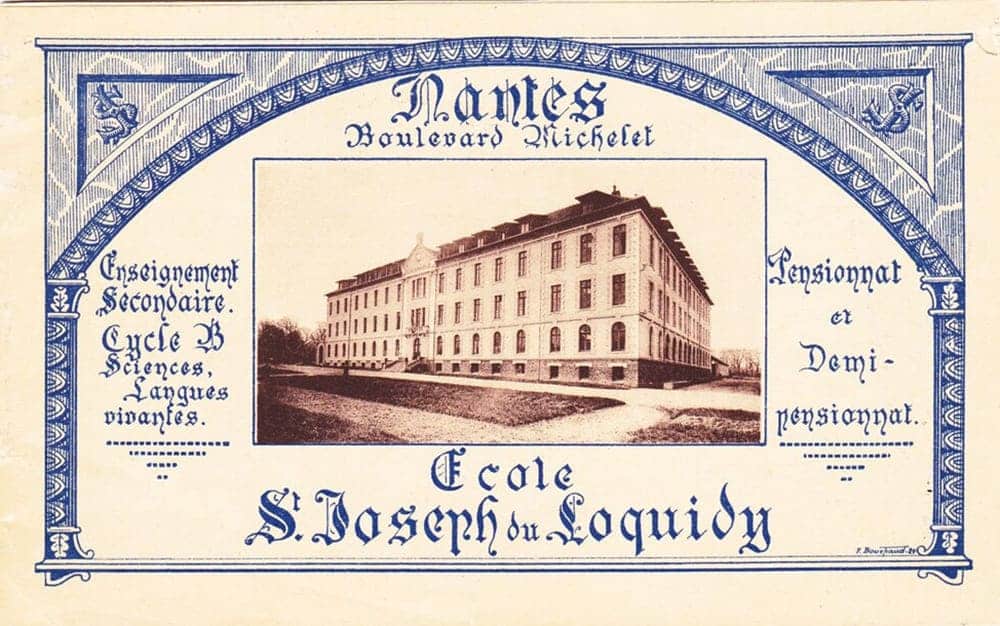 Nantes
Boulevard Michelet
Enseignement
Secondaire.
Cycle B
Sciences,
Langues
vivantes.
Pensionnat
et
Demi-
pensionnat.
Ecole
St. Joseph du Loquidy